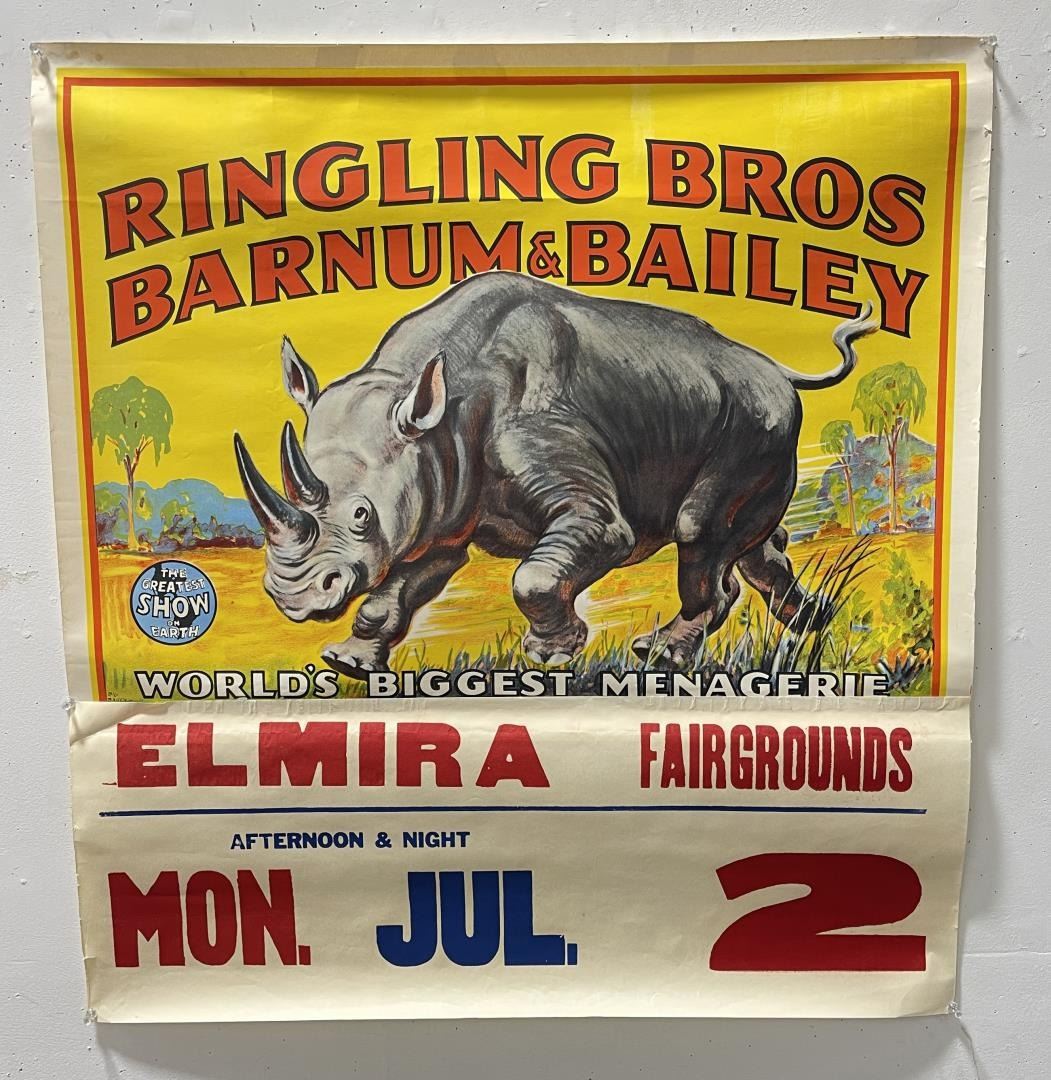 RINGLING BROS
BARNUM & BAILEY
THE
GREATEST
SHOW
ON
EARTH
WORLD'S BIGGEST MENAGERIE
ELMIRA FAIRGROUNDS
AFTERNOON & NIGHT
MON. JUL. 2